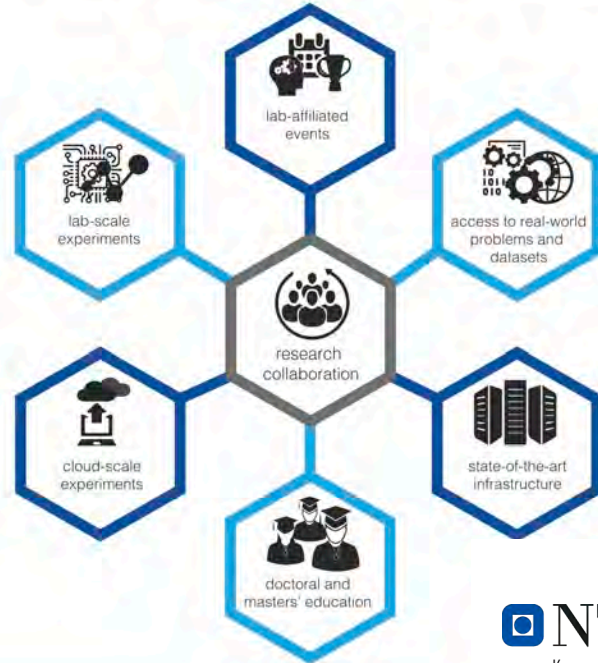 lab-affiliated
events
lab-scale
experiments
access to real-world
problems and
datasets
research
collaboration
cloud-scale
experiments
state-of-the-art
infrastructure
doctoral and
masters' education